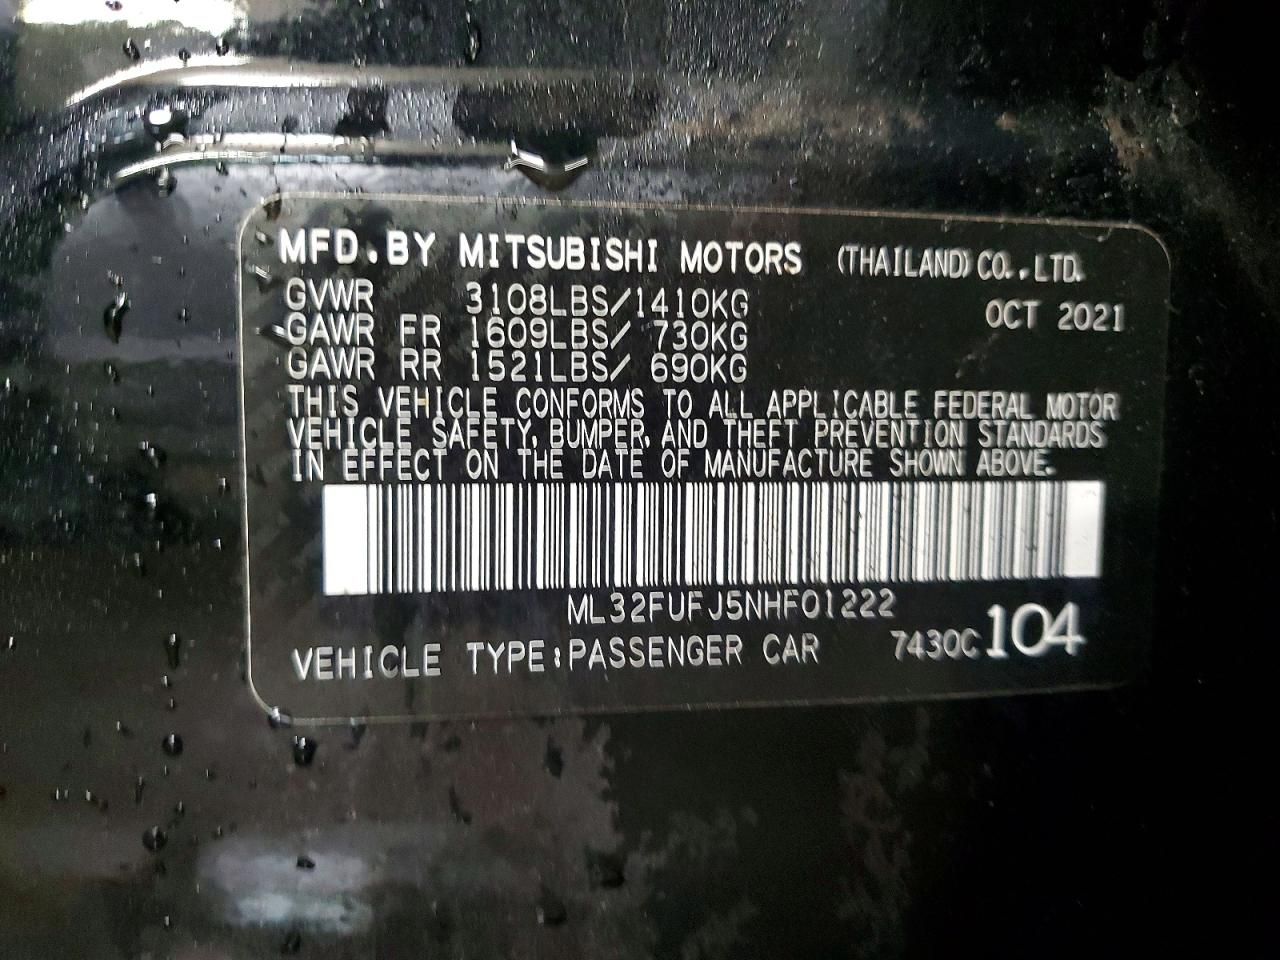 MFD.BY MITSUBISHI MOTORS (THAILAND) CO.,LTD.
GVWR 3108LBS/1410KG OCT 2021
GAWR FR 1609LBS/ 730KG
GAWR RR 1521LBS/ 690KG
THIS VEHICLE CONFORMS TO ALL APPLICABLE FEDERAL MOTOR
VEHICLE SAFETY, BUMPER, AND THEFT PREVENTION STANDARDS
IN EFFECT ON THE DATE OF MANUFACTURE SHOWN ABOVE.
ML32FUFJ5NHF01222
VEHICLE TYPE:PASSENGER CAR 7430C 104